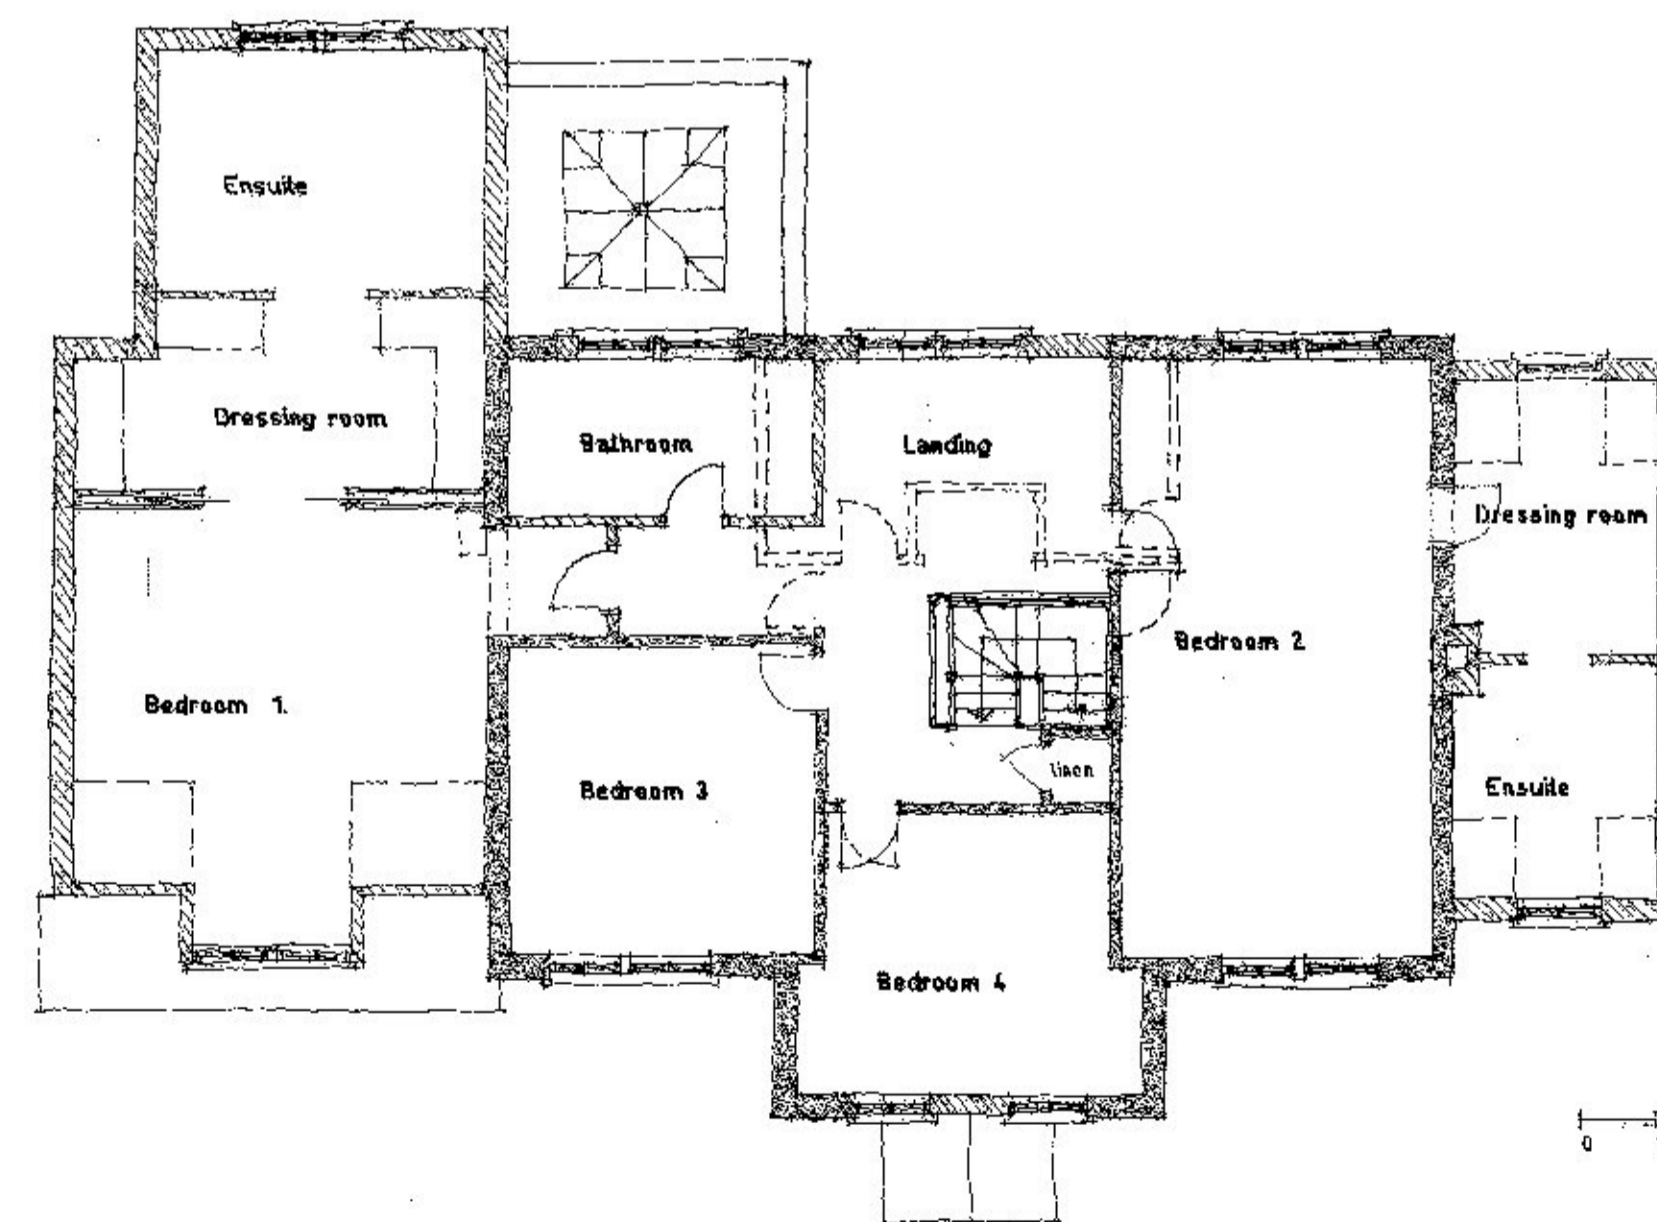 Ensuite
Dressing room
Bathroom
Landing
Dressing room
Bedroom 2
Bedroom 1.
Linen
Bedroom 3
Ensuite
Bedroom 4
0